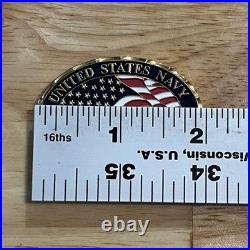 UNITED STATES NAVY
1 2
16ths Wisconsin, U.S.A.
35 34